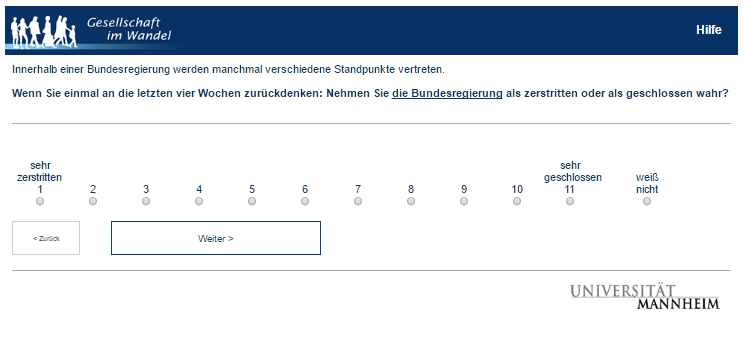 Gesellschaft
im Wandel
Hilfe
Innerhalb einer Bundesregierung werden manchmal verschiedene Standpunkte vertreten.
Wenn Sie einmal an die letzten vier Wochen zurückdenken: Nehmen Sie die Bundesregierung als zerstritten oder als geschlossen wahr?
sehr zerstritten 1
2
3
4
5
6
7
8
9
10
sehr geschlossen 11
weiß nicht
< Zurück
Weiter >
UNIVERSITÄT
MANNHEIM